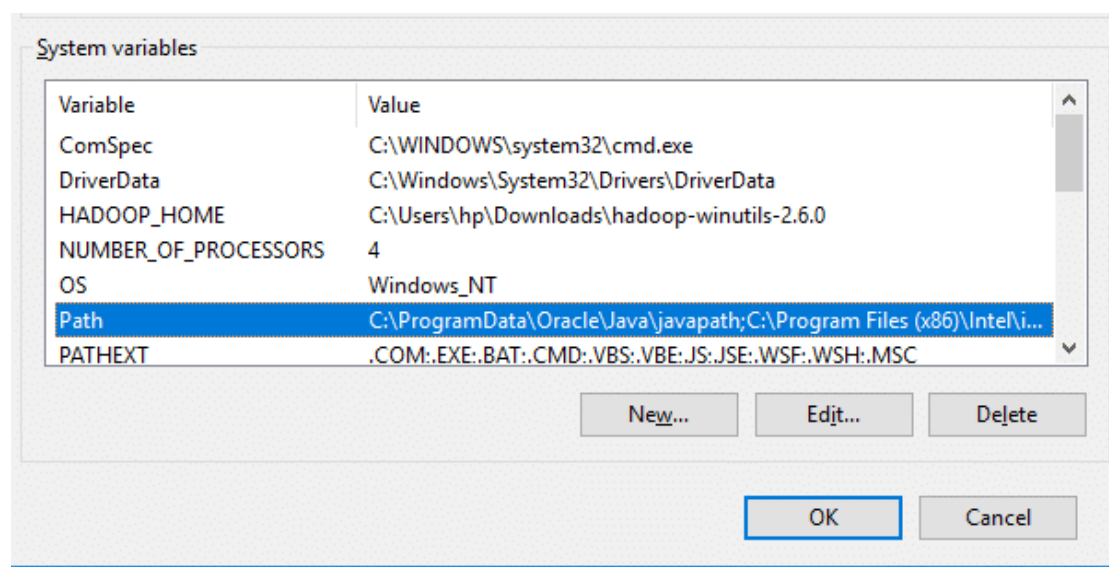 System variables
Variable Value
ComSpec C:\WINDOWS\system32\cmd.exe
DriverData C:\Windows\System32\Drivers\DriverData
HADOOP_HOME C:\Users\hp\Downloads\hadoop-winutils-2.6.0
NUMBER_OF_PROCESSORS 4
OS Windows_NT
Path C:\ProgramData\Oracle\Java\javapath;C:\Program Files (x86)\Intel\i...
PATHEXT .COM;.EXE;.BAT;.CMD;.VBS;.VBE;.JS;.JSE;.WSF;.WSH;.MSC
New... Edit... Delete
OK Cancel